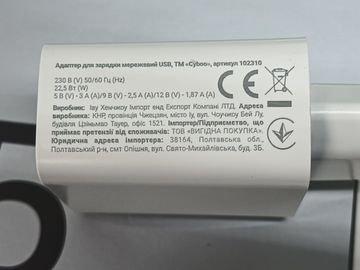 Адаптер для зарядки мережевий USB, ТМ «Cyboo», артикул 102310
230 В (V) 50/60 Гц (Hz)
22,5 Вт (W)
5 В (V) - 3 А (A)/9 В (V) - 2,5 А (A)/12 В (V) - 1,87 А (A)
Виробник: Іву Хемчиоу Імпорт енд Експорт Компані ЛТД. Адреса
виробника: КНР, провінція Чжецзян, місто Іу, вул. Чоучжоу Бей Лу,
будівля Цзіньмао Тауер, офіс 1521. Імпортер/Підприємство, що
приймає претензії від споживачів: ТОВ «ВИГІДНА ПОКУПКА».
Юридична адреса імпортера: 38164, Полтавська обл.,
Полтавський р-н, смт Опішня, вул. Свято-Михайлівська, буд. 3Б.